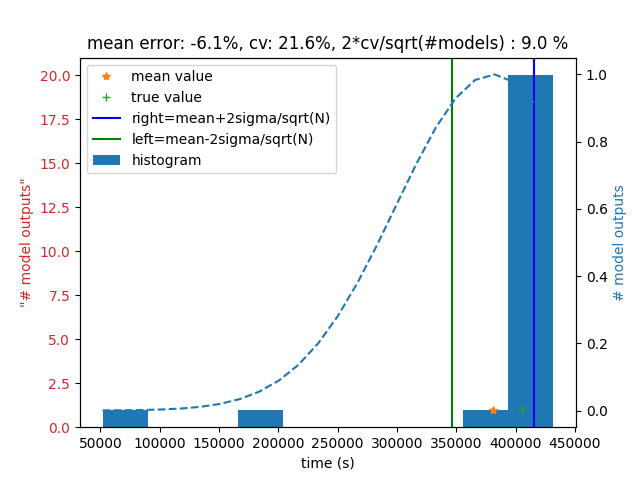 mean error: -6.1%, cv: 21.6%, 2*cv/sqrt(#models) : 9.0 %
mean value
true value
right=mean+2sigma/sqrt(N)
left=mean-2sigma/sqrt(N)
histogram
"# model outputs"
20.0
17.5
15.0
12.5
10.0
7.5
5.0
2.5
0.0
1.0
0.8
0.6
0.4
0.2
0.0
# model outputs
50000 100000 150000 200000 250000 300000 350000 400000 450000
time (s)